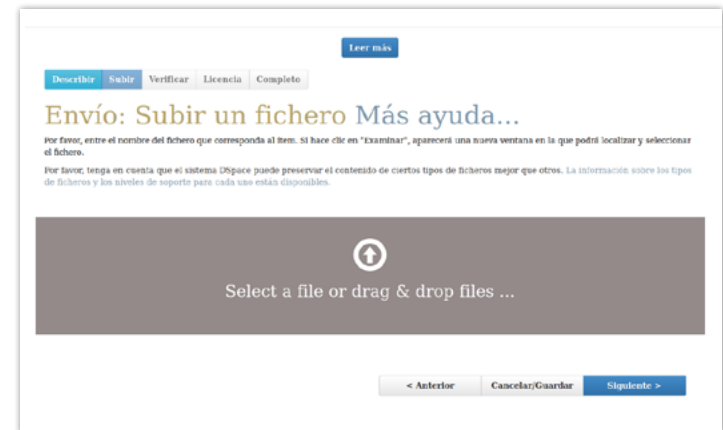 Leer más
Describir Subir Verificar Licencia Completo
Envío: Subir un fichero Más ayuda...
Por favor, entre el nombre del fichero que corresponda al ítem. Si hace clic en "Examinar", aparecerá una nueva ventana en la que podrá localizar y seleccionar
el fichero.
Por favor, tenga en cuenta que el sistema DSpace puede preservar el contenido de ciertos tipos de ficheros mejor que otros. La información sobre los tipos
de ficheros y los niveles de soporte para cada uno están disponibles.
Select a file or drag & drop files ...
< Anterior Cancelar/Guardar Siguiente >